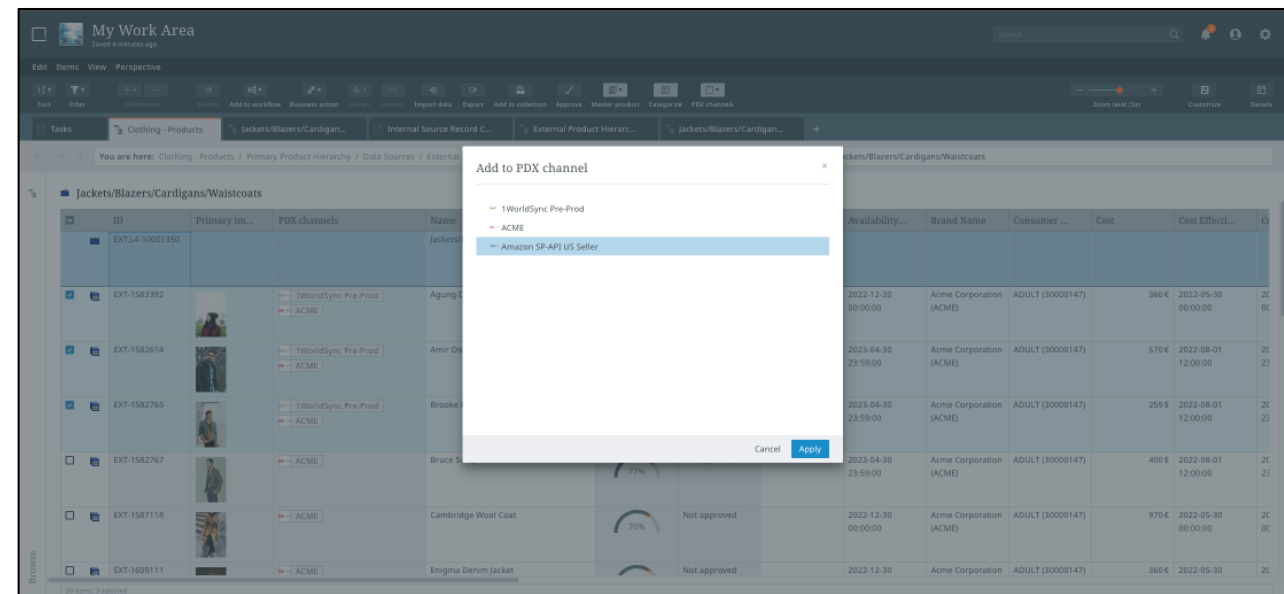 My Work Area
Saved 4 minutes ago.
Search
Edit Items View Perspective
Sort Filter References Submit Add to workflow Business action Assign Import data Export Add to collection Approve Master product Categorize PDX channels Zoom level (3x) Customize Details
Tasks Clothing - Products Jackets/Blazers/Cardigan... Internal Source Record C... External Product Hierarc... Jackets/Blazers/Cardigan... +
You are here: Clothing - Products / Primary Product Hierarchy / Data Sources / External
ckets/Blazers/Cardigans/Waistcoats
Add to PDX channel ×
1WorldSync Pre-Prod
ACME
Amazon SP-API US Seller
Cancel Apply
Jackets/Blazers/Cardigans/Waistcoats
ID Primary im... PDX channels Name Availability... Brand Name Consumer ... Cost Cost Effecti...
EXT.L4-10001350 Jackets/
EXT-1583392 1WorldSync Pre-Prod Agung 2022-12-30 Acme Corporation ADULT (30000147) 360 € 2022-05-30
ACME 00:00:00 (ACME) 00:00:00
EXT-1582614 1WorldSync Pre-Prod Amir Do 2023-04-30 Acme Corporation ADULT (30000147) 570 € 2022-08-01
ACME 23:59:00 (ACME) 12:00:00
EXT-1582765 1WorldSync Pre-Prod Brooke 2023-04-30 Acme Corporation ADULT (30000147) 259 $ 2022-08-01
ACME 23:59:00 (ACME) 12:00:00
EXT-1582767 ACME Bruce 77% 2023-04-30 Acme Corporation ADULT (30000147) 400 $ 2022-08-01
23:59:00 (ACME) 12:00:00
EXT-1587118 ACME Cambridge Wool Coat 70% Not approved 2022-12-30 Acme Corporation ADULT (30000147) 970 € 2022-05-30
00:00:00 (ACME) 00:00:00
EXT-1609111 ACME Enigma Denim Jacket Not approved 2022-12-30 Acme Corporation ADULT (30000147) 360 € 2022-05-30
Browse
20 items, 3 selected